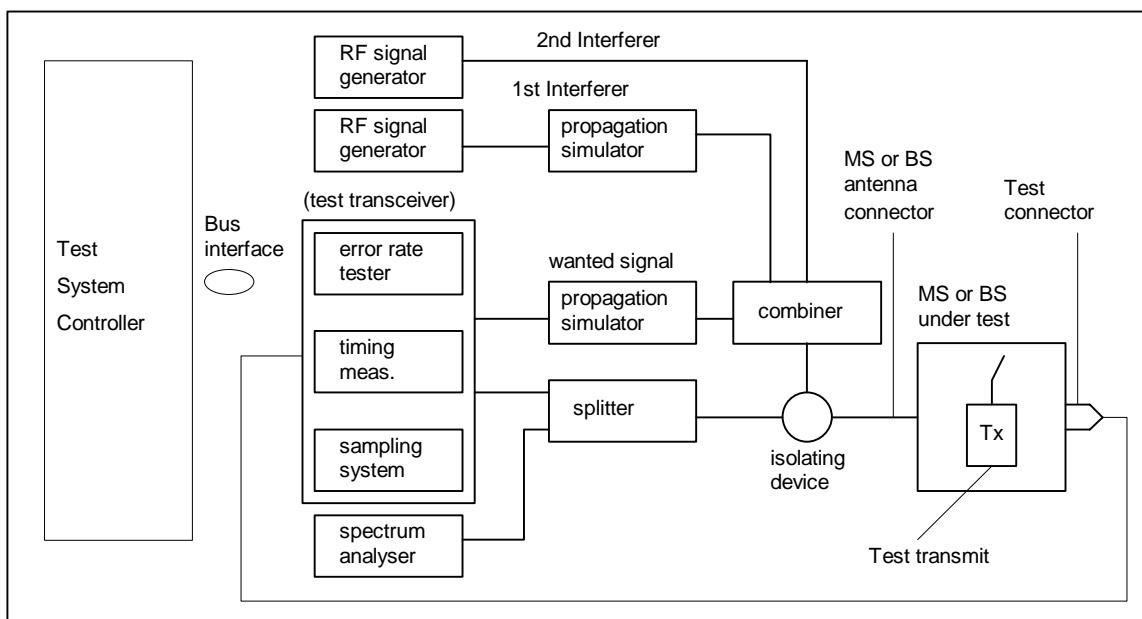 RF signal
generator
2nd Interferer
1st Interferer
RF signal
generator
propagation
simulator
MS or BS
antenna
connector
Test
connector
(test transceiver)
Bus
interface
Test
System
Controller
error rate
tester
wanted signal
propagation
simulator
combiner
MS or BS
under test
timing
meas.
splitter
Tx
sampling
system
isolating
device
spectrum
analyser
Test transmit